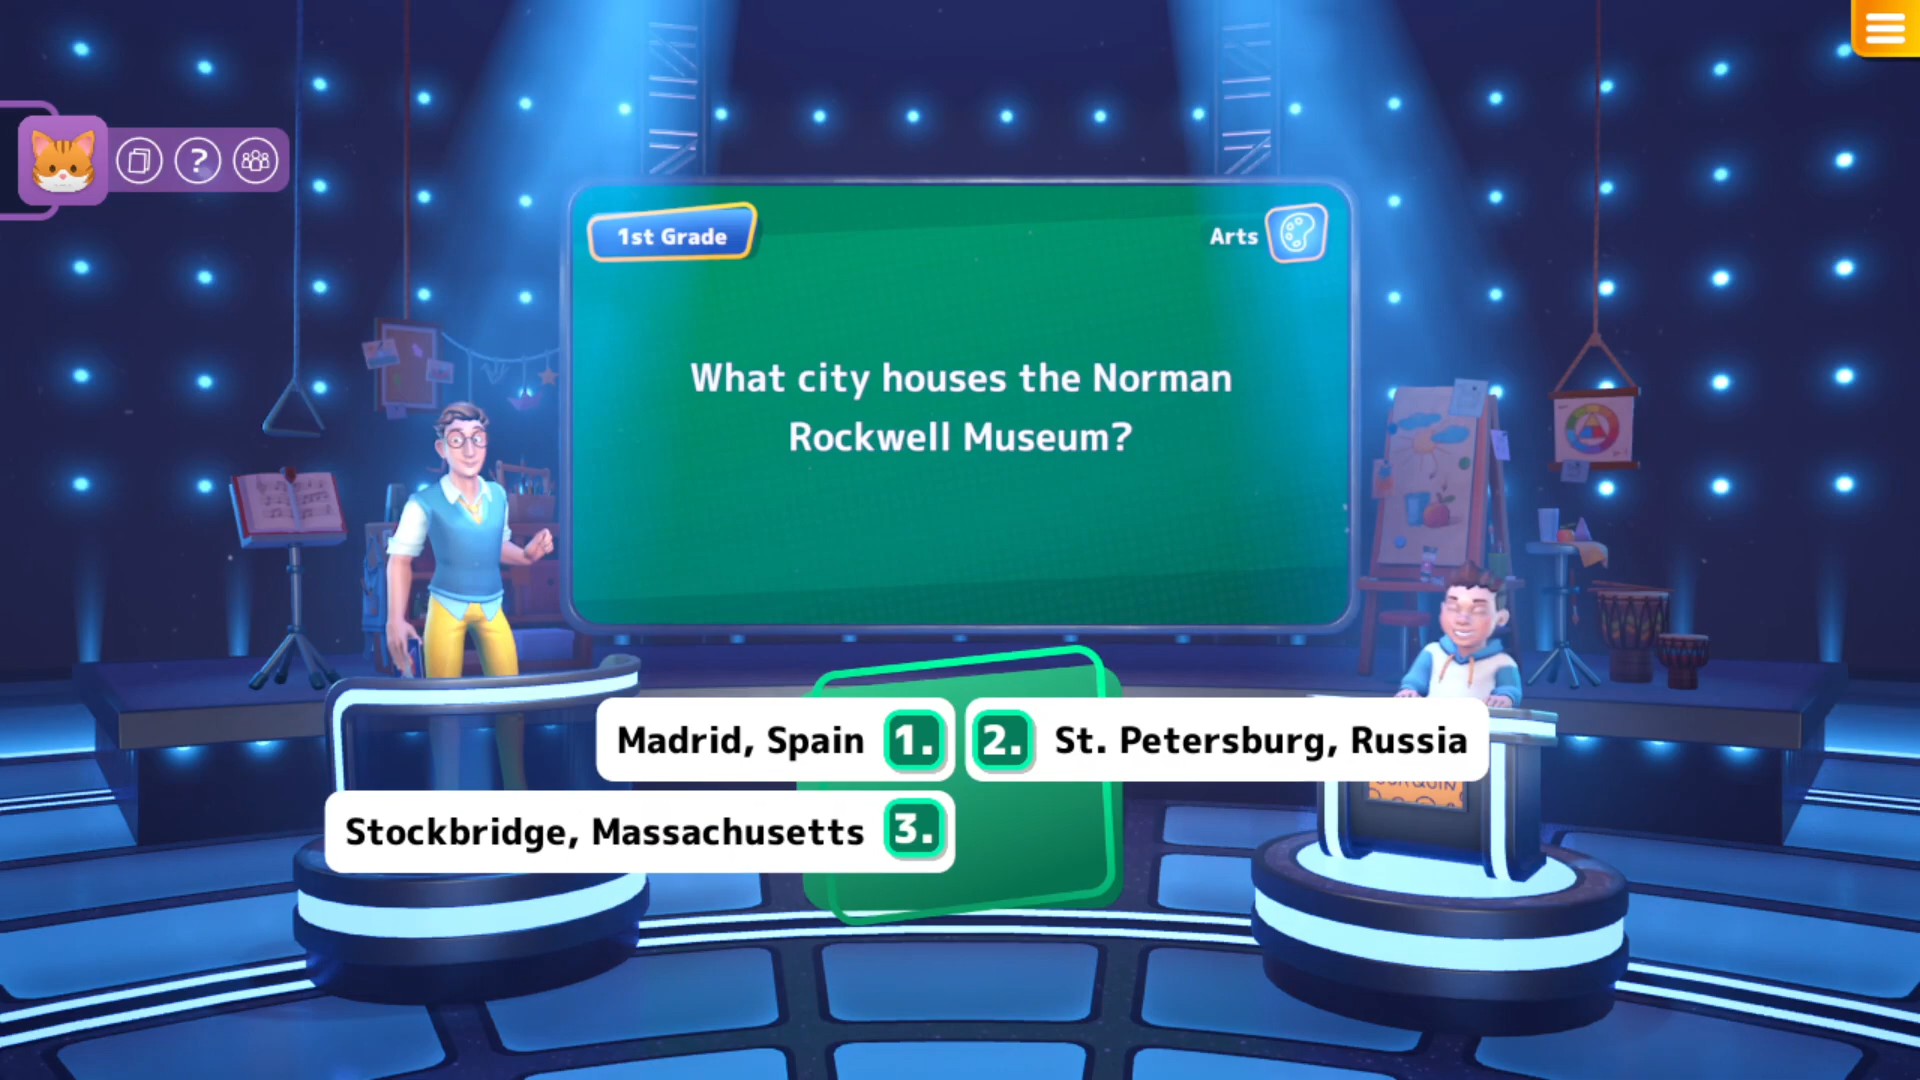 1st Grade
Arts
What city houses the Norman
Rockwell Museum?
Madrid, Spain 1.
2. St. Petersburg, Russia
Stockbridge, Massachusetts 3.
?